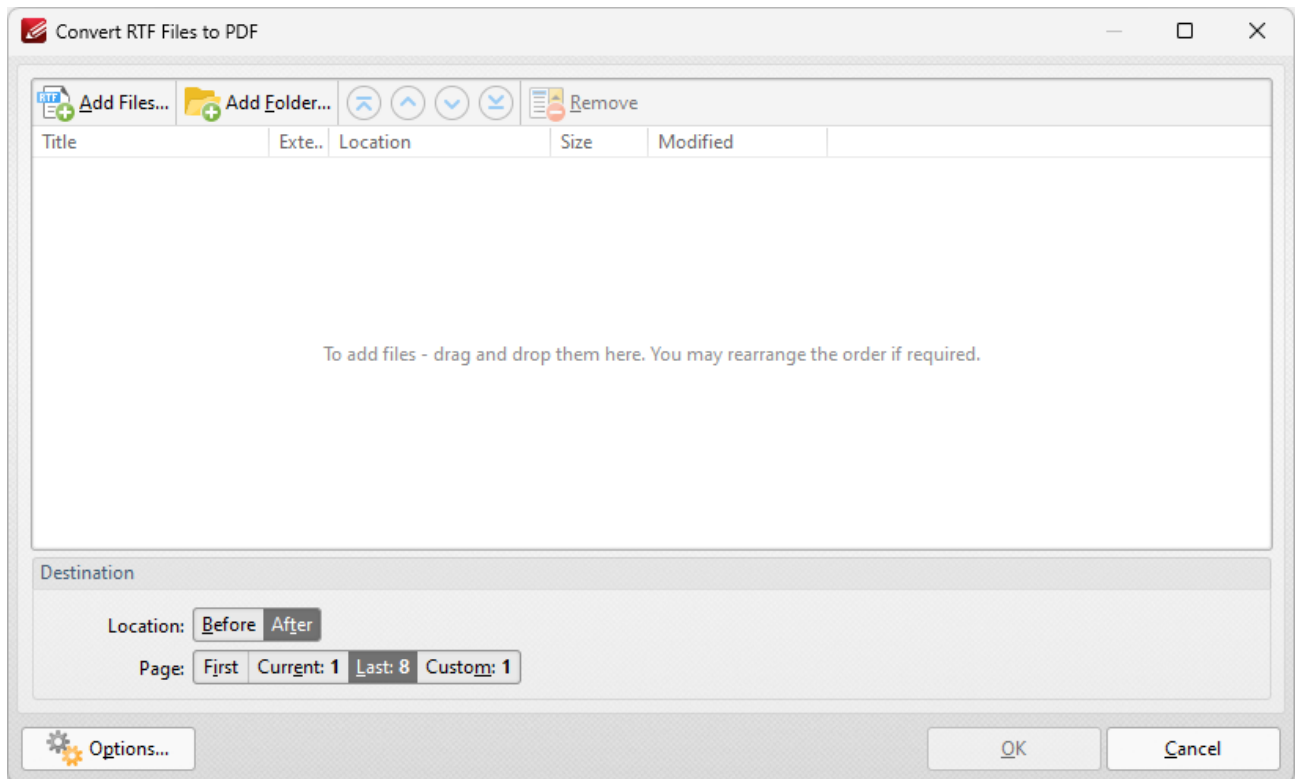 Convert RTF Files to PDF
RTF Add Files... Add Folder... Remove
Title Exte.. Location Size Modified
To add files - drag and drop them here. You may rearrange the order if required.
Destination
Location: Before After
Page: First Current: 1 Last: 8 Custom: 1
Options... OK Cancel